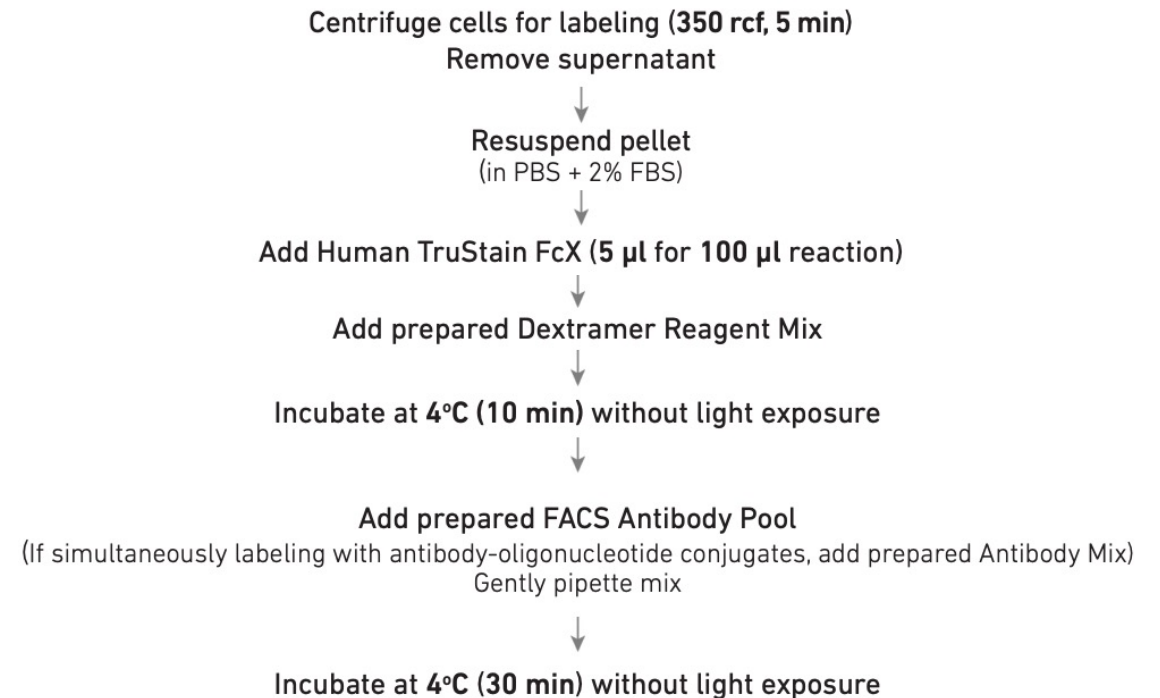 Centrifuge cells for labeling (350 rcf, 5 min)
Remove supernatant
Resuspend pellet
(in PBS + 2% FBS)
Add Human TruStain FcX (5 µl for 100 µl reaction)
Add prepared Dextramer Reagent Mix
Incubate at 4ºC (10 min) without light exposure
Add prepared FACS Antibody Pool
(If simultaneously labeling with antibody-oligonucleotide conjugates, add prepared Antibody Mix)
Gently pipette mix
Incubate at 4ºC (30 min) without light exposure